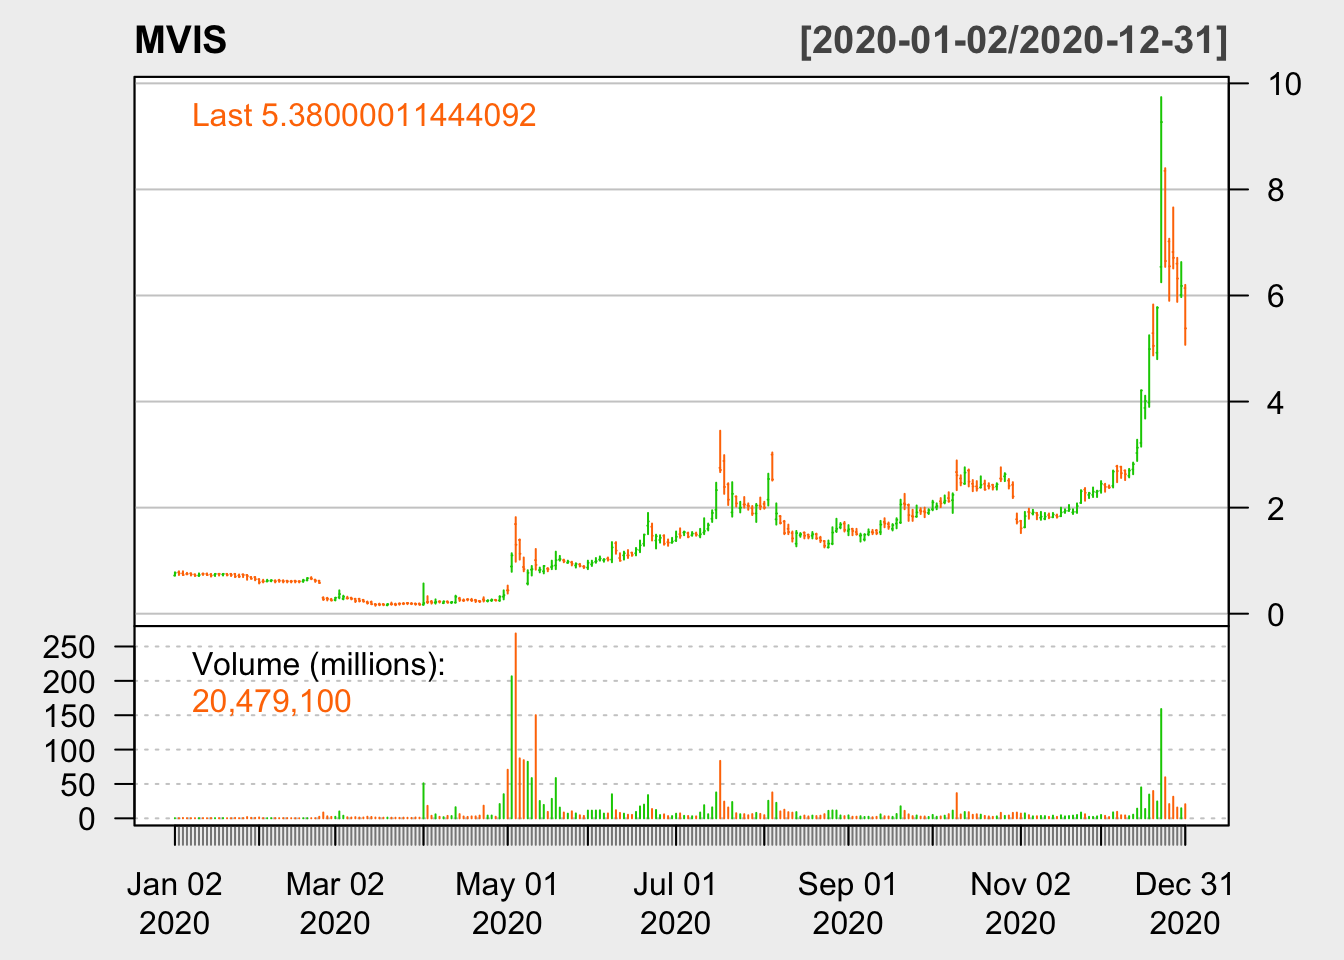 MVIS [2020-01-02/2020-12-31]
Last 5.38000011444092
10
8
6
4
2
0
Volume (millions):
20,479,100
250
200
150
100
50
0
Jan 02 2020
Mar 02 2020
May 01 2020
Jul 01 2020
Sep 01 2020
Nov 02 2020
Dec 31 2020